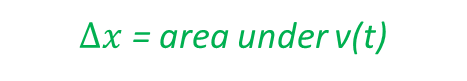 Δx = area under v(t)